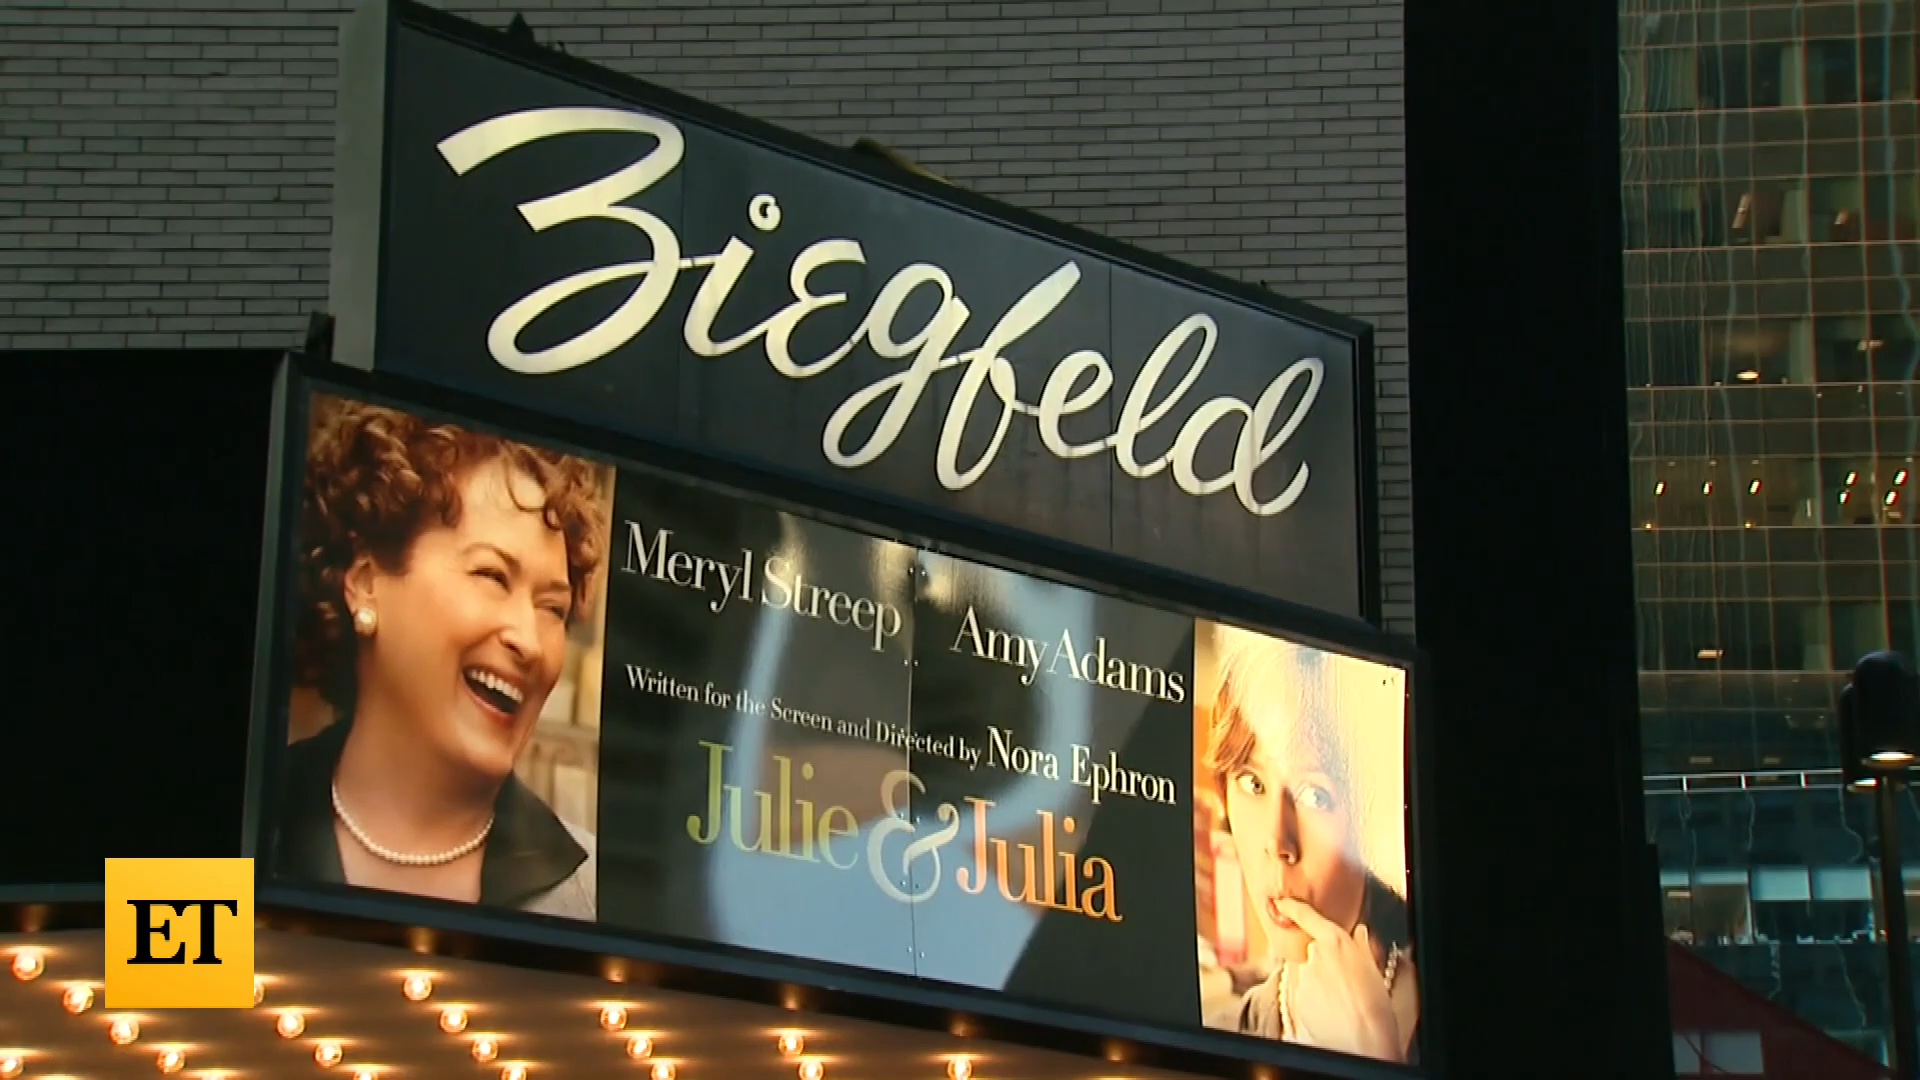 Ziegfeld
Meryl Streep Amy Adams
Written for the Screen and Directed by Nora Ephron
Julie & Julia
ET